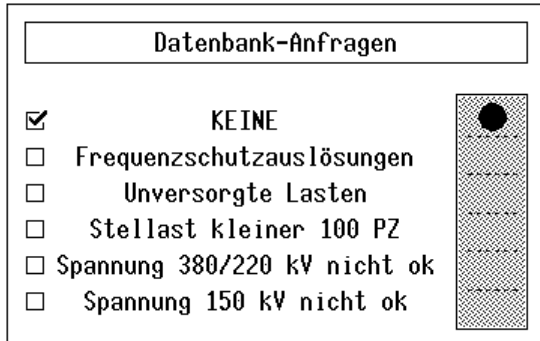 Datenbank-Anfragen
KEINE
Frequenzschutzauslösungen
Unversorgte Lasten
Stellast kleiner 100 PZ
Spannung 380/220 kV nicht ok
Spannung 150 kV nicht ok